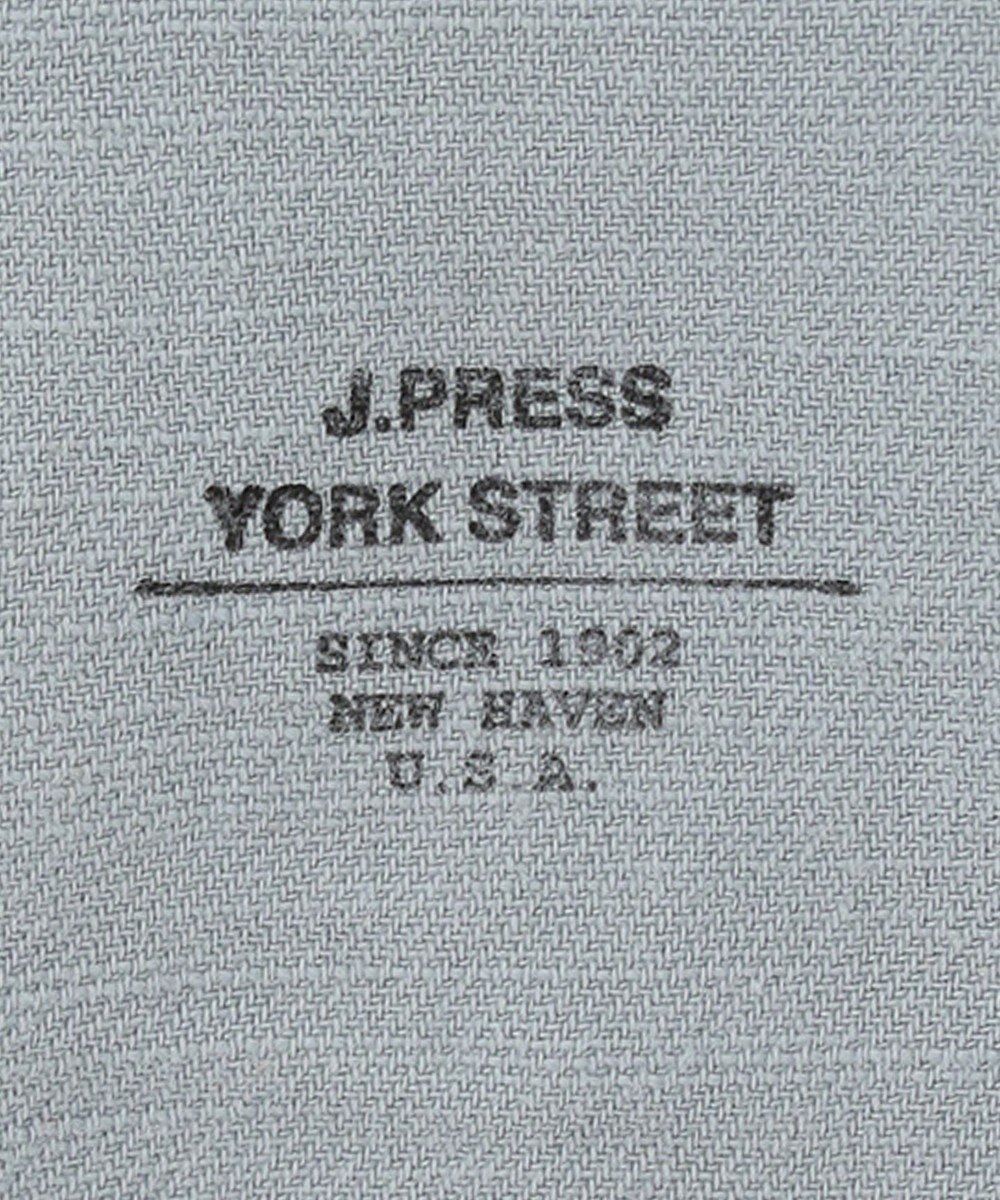 J.PRESS
YORK STREET
SINCE 1902
NEW HAVEN
U.S A.